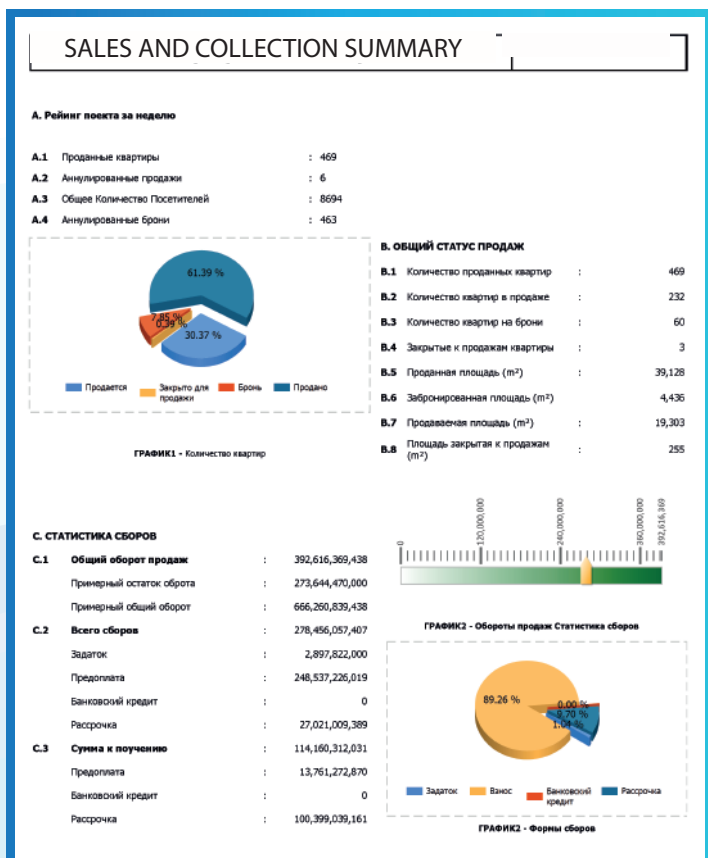 SALES AND COLLECTION SUMMARY
A. Рейинг поекта за неделю
A.1 Проданные квартиры : 469
A.2 Аннулированные продажи : 6
A.3 Общее Количество Посетителей : 8694
A.4 Аннулированные брони : 463
61.39 %
7.85 %
0.39 %
30.37 %
Продается Закрыто для продажи Бронь Продано
ГРАФИК1 - Количество квартир
B. ОБЩИЙ СТАТУС ПРОДАЖ
B.1 Количество проданных квартир : 469
B.2 Количество квартир в продаже : 232
B.3 Количество квартир на брони : 60
B.4 Закрытые к продажам квартиры : 3
B.5 Проданная площадь (m²) : 39,128
B.6 Забронированная площадь (m²) 4,436
B.7 Продаваемая площадь (m²) : 19,303
B.8 Площадь закрытая к продажам (m²) : 255
C. СТАТИСТИКА СБОРОВ
C.1 Общий оборот продаж : 392,616,369,438
Примерный остаток оброта : 273,644,470,000
Примерный общий оборот : 666,260,839,438
C.2 Всего сборов : 278,456,057,407
Задаток : 2,897,822,000
Предоплата : 248,537,226,019
Банковский кредит : 0
Рассрочка : 27,021,009,389
C.3 Сумма к поучению : 114,160,312,031
Предоплата : 13,761,272,870
Банковский кредит : 0
Рассрочка : 100,399,039,161
0
120,000,000
240,000,000
360,000,000
392,616,369
ГРАФИК2 - Обороты продаж Статистика сборов
89.26 %
0.00 %
9.70 %
1.04 %
Задаток Взнос Банковский кредит Рассрочка
ГРАФИК2 - Формы сборов